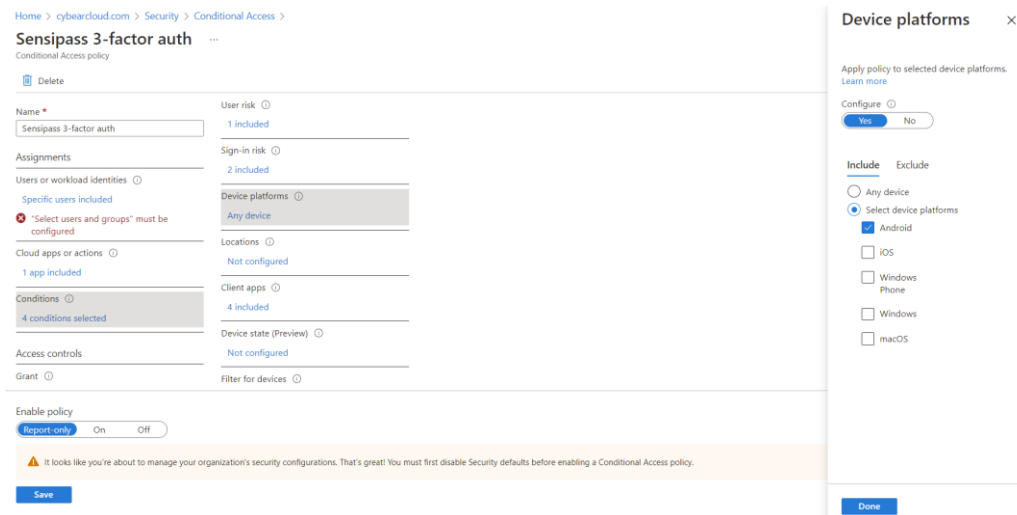 Home > cybearcloud.com > Security > Conditional Access >
Sensipass 3-factor auth ...
Conditional Access policy
Delete
Name *
Sensipass 3-factor auth
Assignments
Users or workload identities
Specific users included
"Select users and groups" must be
configured
Cloud apps or actions
1 app included
Conditions
4 conditions selected
Access controls
Grant
User risk
1 included
Sign-in risk
2 included
Device platforms
Any device
Locations
Not configured
Client apps
4 included
Device state (Preview)
Not configured
Filter for devices
Enable policy
Report-only On Off
It looks like you're about to manage your organization's security configurations. That's great! You must first disable Security defaults before enabling a Conditional Access policy.
Save
Device platforms
Apply policy to selected device platforms.
Learn more
Configure
Yes No
Include Exclude
Any device
Select device platforms
Android
iOS
Windows
Phone
Windows
macOS
Done